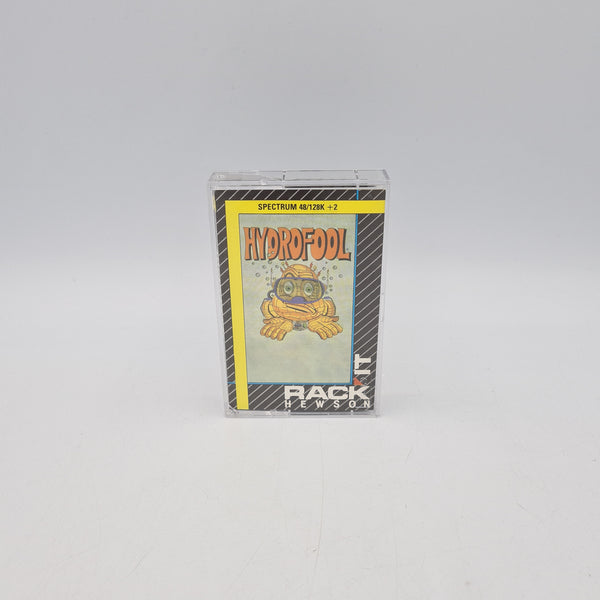 SPECTRUM 48/128K +2
HYDROFOOL
RACK
IT
HEWSON